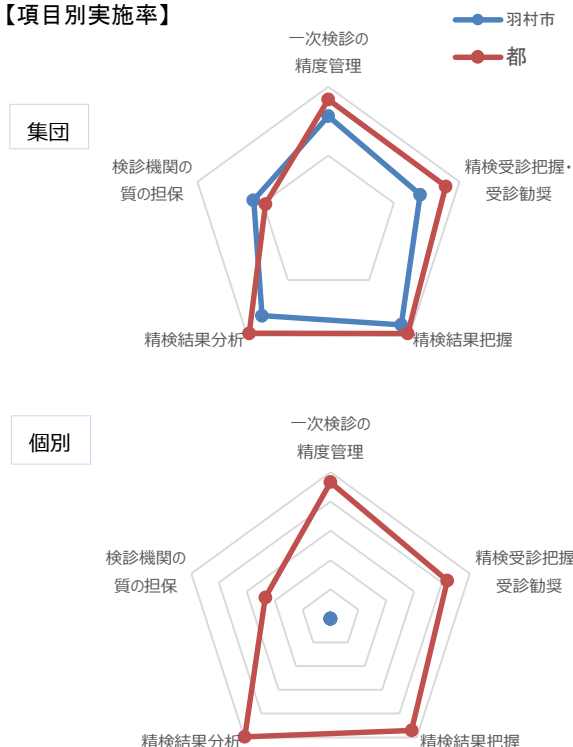 【項目別実施率】
羽村市
都
集団
一次検診の
精度管理
精検受診把握・
受診勧奨
精検結果把握
精検結果分析
検診機関の
質の担保
個別
一次検診の
精度管理
精検受診把握
受診勧奨
精検結果把握
精検結果分析
検診機関の
質の担保